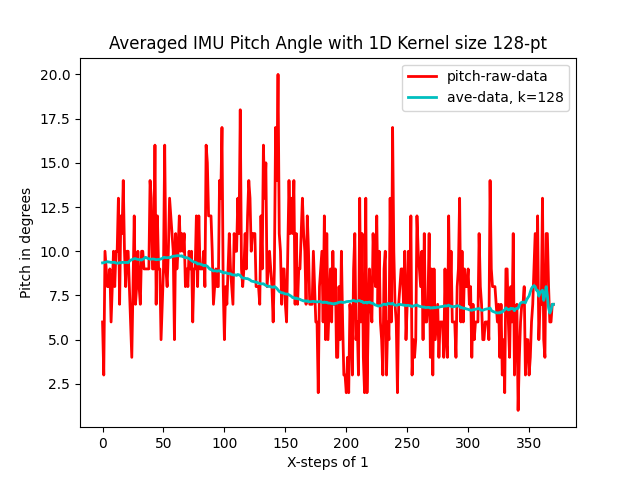 Averaged IMU Pitch Angle with 1D Kernel size 128-pt
pitch-raw-data
ave-data, k=128
20.0
17.5
15.0
12.5
10.0
7.5
5.0
2.5
Pitch in degrees
0 50 100 150 200 250 300 350
X-steps of 1